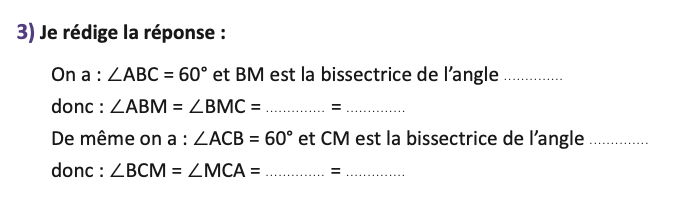 3) Je rédige la réponse :
On a : ∠ABC = 60° et BM est la bissectrice de l’angle ..............
donc : ∠ABM = ∠BMC = .............. = ..............
De même on a : ∠ACB = 60° et CM est la bissectrice de l’angle ..............
donc : ∠BCM = ∠MCA = .............. = ..............